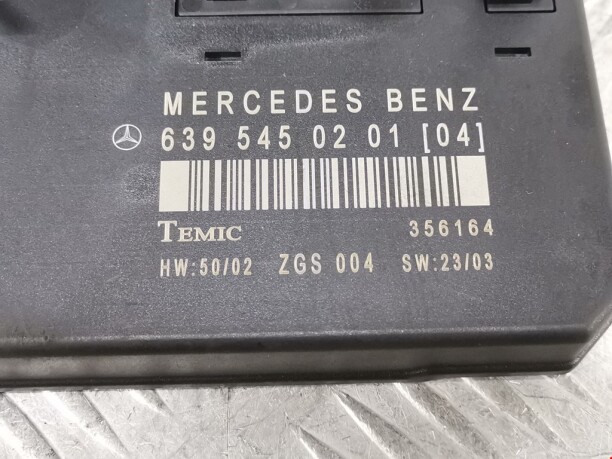 MERCEDES BENZ
639 545 02 01 [04]
TEMIC 356164
HW:50/02 ZGS 004 SW:23/03